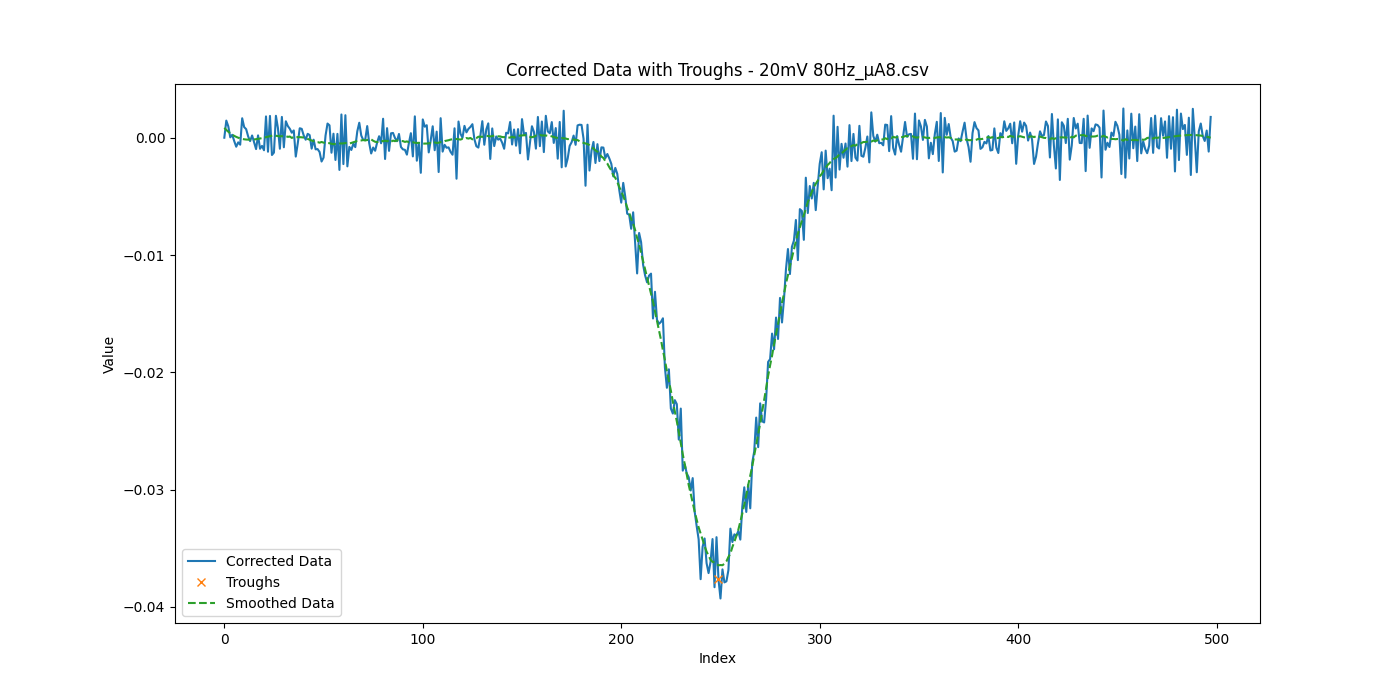 Corrected Data with Troughs - 20mV 80Hz_μA8.csv
Value
0.00
−0.01
−0.02
−0.03
−0.04
Corrected Data
Troughs
Smoothed Data
0 100 200 300 400 500
Index